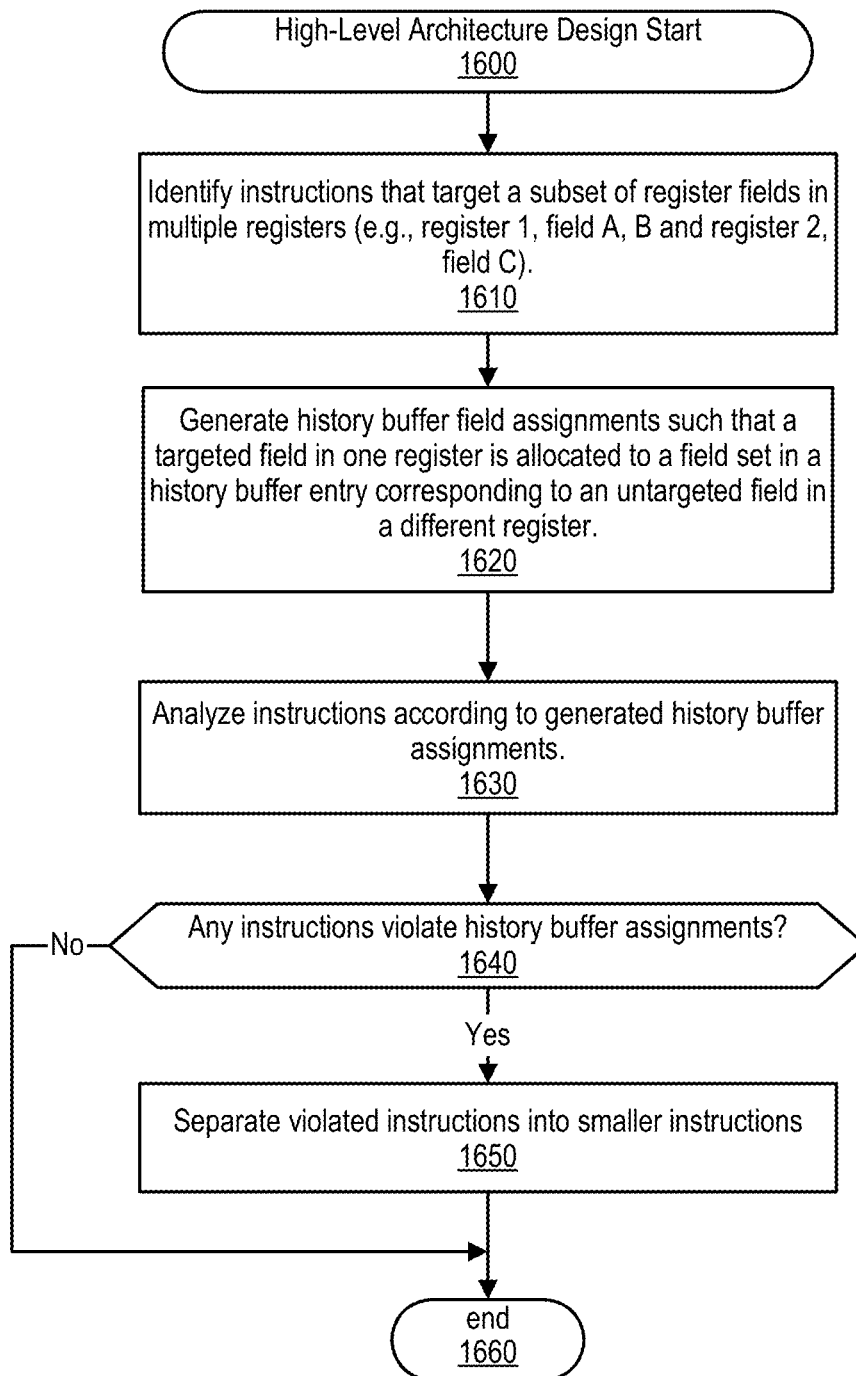 High-Level Architecture Design Start
1600
Identify instructions that target a subset of register fields in
multiple registers (e.g., register 1, field A, B and register 2,
field C).
1610
Generate history buffer field assignments such that a
targeted field in one register is allocated to a field set in a
history buffer entry corresponding to an untargeted field in
a different register.
1620
Analyze instructions according to generated history buffer
assignments.
1630
Any instructions violate history buffer assignments?
1640
No
Yes
Separate violated instructions into smaller instructions
1650
end
1660